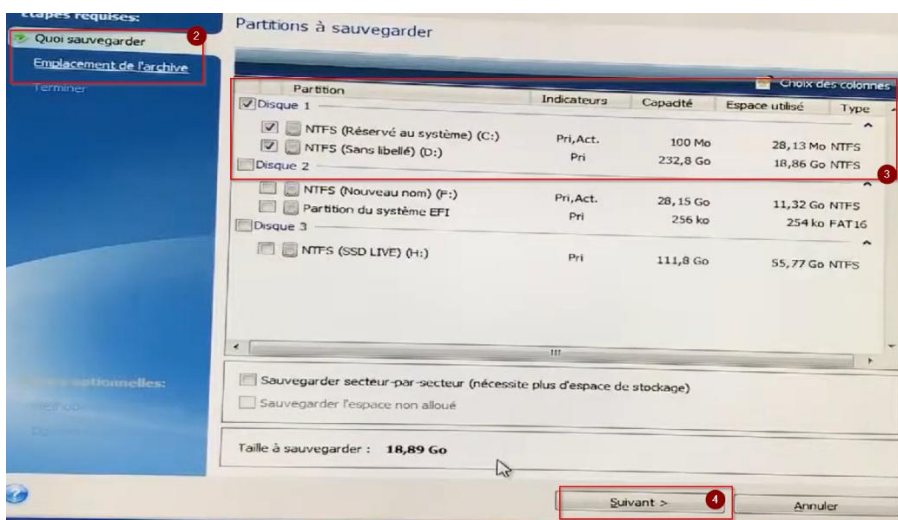 Etapes requises:
Quoi sauvegarder
2
Emplacement de l'archive
Terminer
Partitions à sauvegarder
Choix des colonnes
Partition Indicateurs Capacité Espace utilisé Type
Disque 1
NTFS (Réservé au système) (C:) Pri,Act. 100 Mo 28,13 Mo NTFS
NTFS (Sans libellé) (D:) Pri 232,8 Go 18,86 Go NTFS
Disque 2
3
NTFS (Nouveau nom) (F:) Pri,Act. 28,15 Go 11,32 Go NTFS
Partition du système EFI Pri 256 ko 254 ko FAT16
Disque 3
NTFS (SSD LIVE) (H:) Pri 111,8 Go 55,77 Go NTFS
optionnelles:
Sauvegarder secteur-par-secteur (nécessite plus d'espace de stockage)
Sauvegarder l'espace non alloué
Taille à sauvegarder : 18,89 Go
Suivant >
4
Annuler